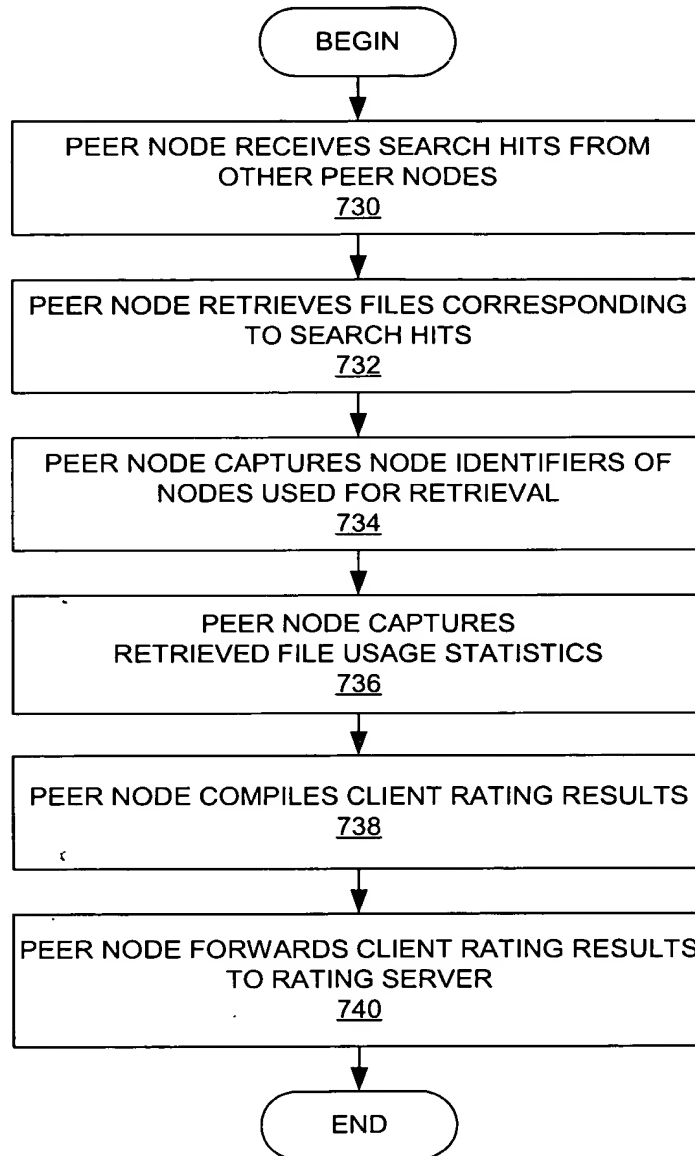 BEGIN
PEER NODE RECEIVES SEARCH HITS FROM
OTHER PEER NODES
730
PEER NODE RETRIEVES FILES CORRESPONDING
TO SEARCH HITS
732
PEER NODE CAPTURES NODE IDENTIFIERS OF
NODES USED FOR RETRIEVAL
734
PEER NODE CAPTURES
RETRIEVED FILE USAGE STATISTICS
736
PEER NODE COMPILES CLIENT RATING RESULTS
738
PEER NODE FORWARDS CLIENT RATING RESULTS
TO RATING SERVER
740
END